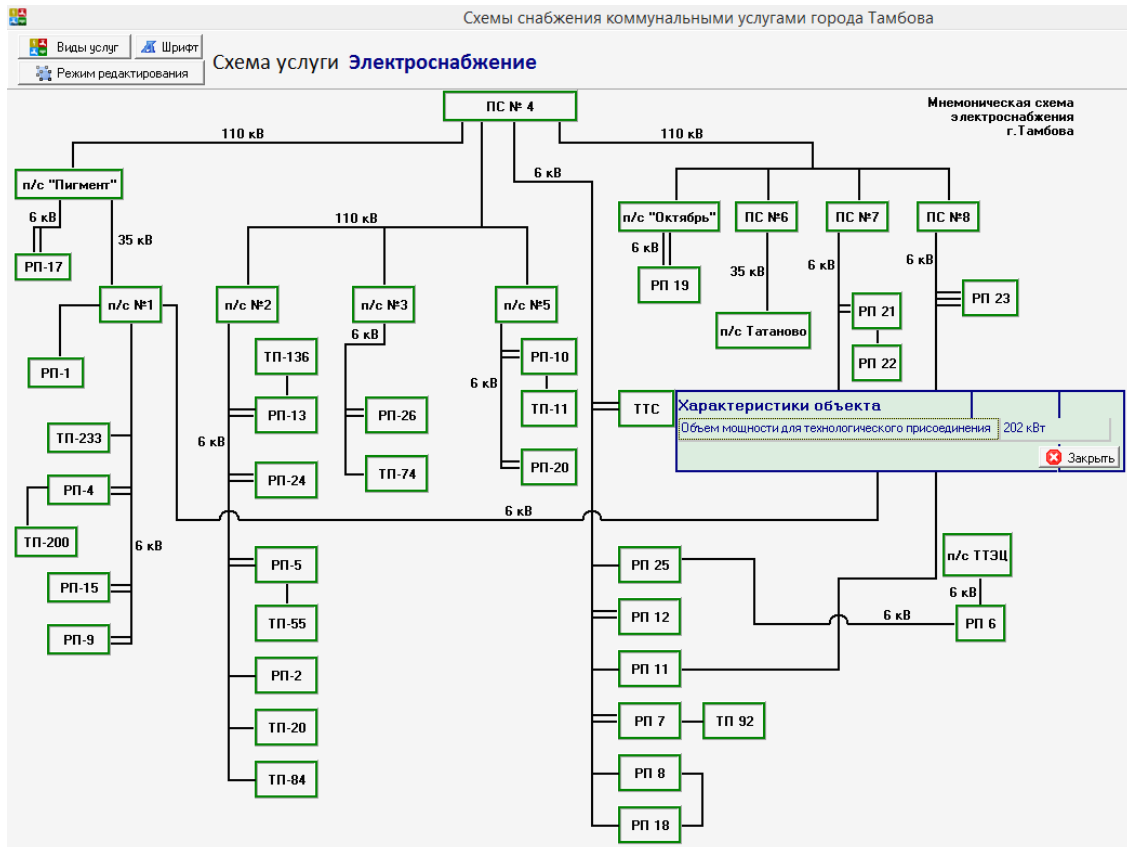 Схемы снабжения коммунальными услугами города Тамбова
Виды услуг
Шрифт
Режим редактирования
Схема услуги Электроснабжение
Мнемоническая схема
электроснабжения
г.Тамбова
ПС № 4
110 кВ
110 кВ
6 кВ
п/с "Пигмент"
6 кВ
35 кВ
РП-17
110 кВ
п/с "Октябрь"
ПС №6
ПС №7
ПС №8
6 кВ
35 кВ
6 кВ
6 кВ
РП 19
п/с Татаново
РП 21
РП 22
РП 23
п/с №1
п/с №2
п/с №3
п/с №5
РП-1
ТП-233
РП-4
ТП-200
6 кВ
РП-15
РП-9
6 кВ
ТП-136
РП-13
РП-24
РП-5
ТП-55
РП-2
ТП-20
ТП-84
6 кВ
РП-26
ТП-74
6 кВ
РП-10
ТП-11
РП-20
ТТС
Характеристики объекта
Объем мощности для технологического присоединения
202 кВт
Закрыть
6 кВ
РП 25
РП 12
РП 11
РП 7
ТП 92
РП 8
РП 18
п/с ТТЭЦ
6 кВ
6 кВ
РП 6